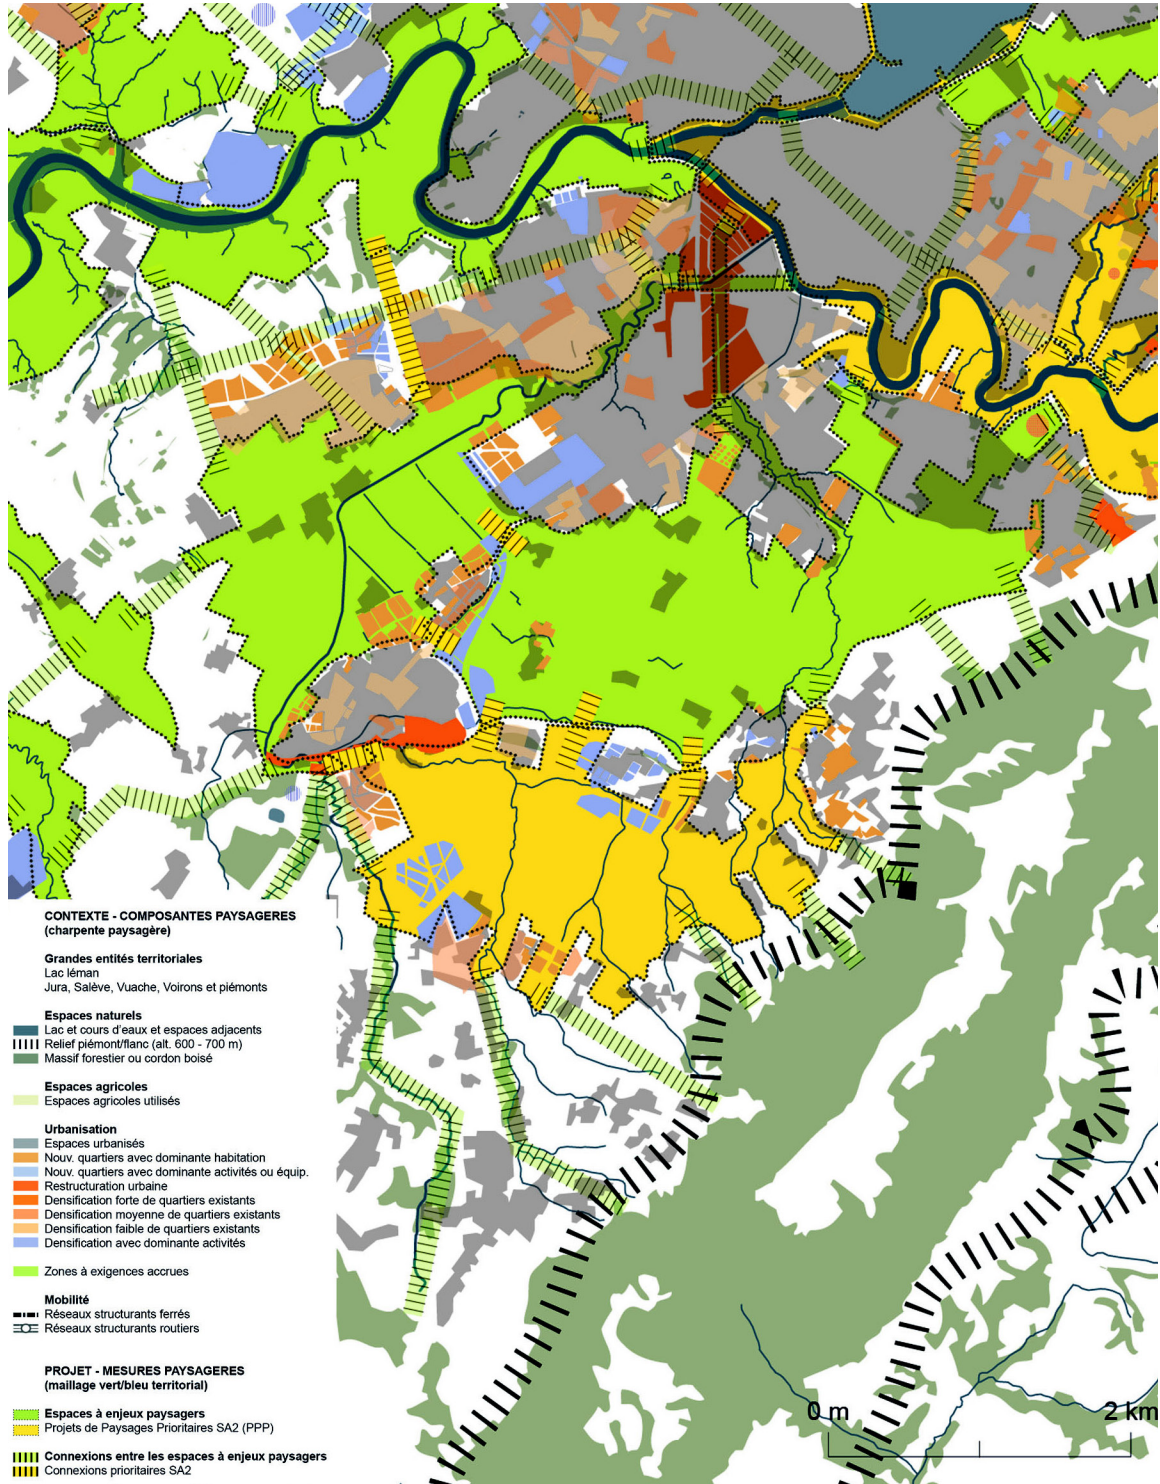 CONTEXTE - COMPOSANTES PAYSAGERES
(charpente paysagère)
Grandes entités territoriales
Lac léman
Jura, Salève, Vuache, Voirons et piémonts
Espaces naturels
Lac et cours d'eaux et espaces adjacents
Relief piémont/flanc (alt. 600 - 700 m)
Massif forestier ou cordon boisé
Espaces agricoles
Espaces agricoles utilisés
Urbanisation
Espaces urbanisés
Nouv. quartiers avec dominante habitation
Nouv. quartiers avec dominante activités ou équip.
Restructuration urbaine
Densification forte de quartiers existants
Densification moyenne de quartiers existants
Densification faible de quartiers existants
Densification avec dominante activités
Zones à exigences accrues
Mobilité
Réseaux structurants ferrés
Réseaux structurants routiers
PROJET - MESURES PAYSAGERES
(maillage vert/bleu territorial)
Espaces à enjeux paysagers
Projets de Paysages Prioritaires SA2 (PPP)
Connexions entre les espaces à enjeux paysagers
Connexions prioritaires SA2
0 m
2 km